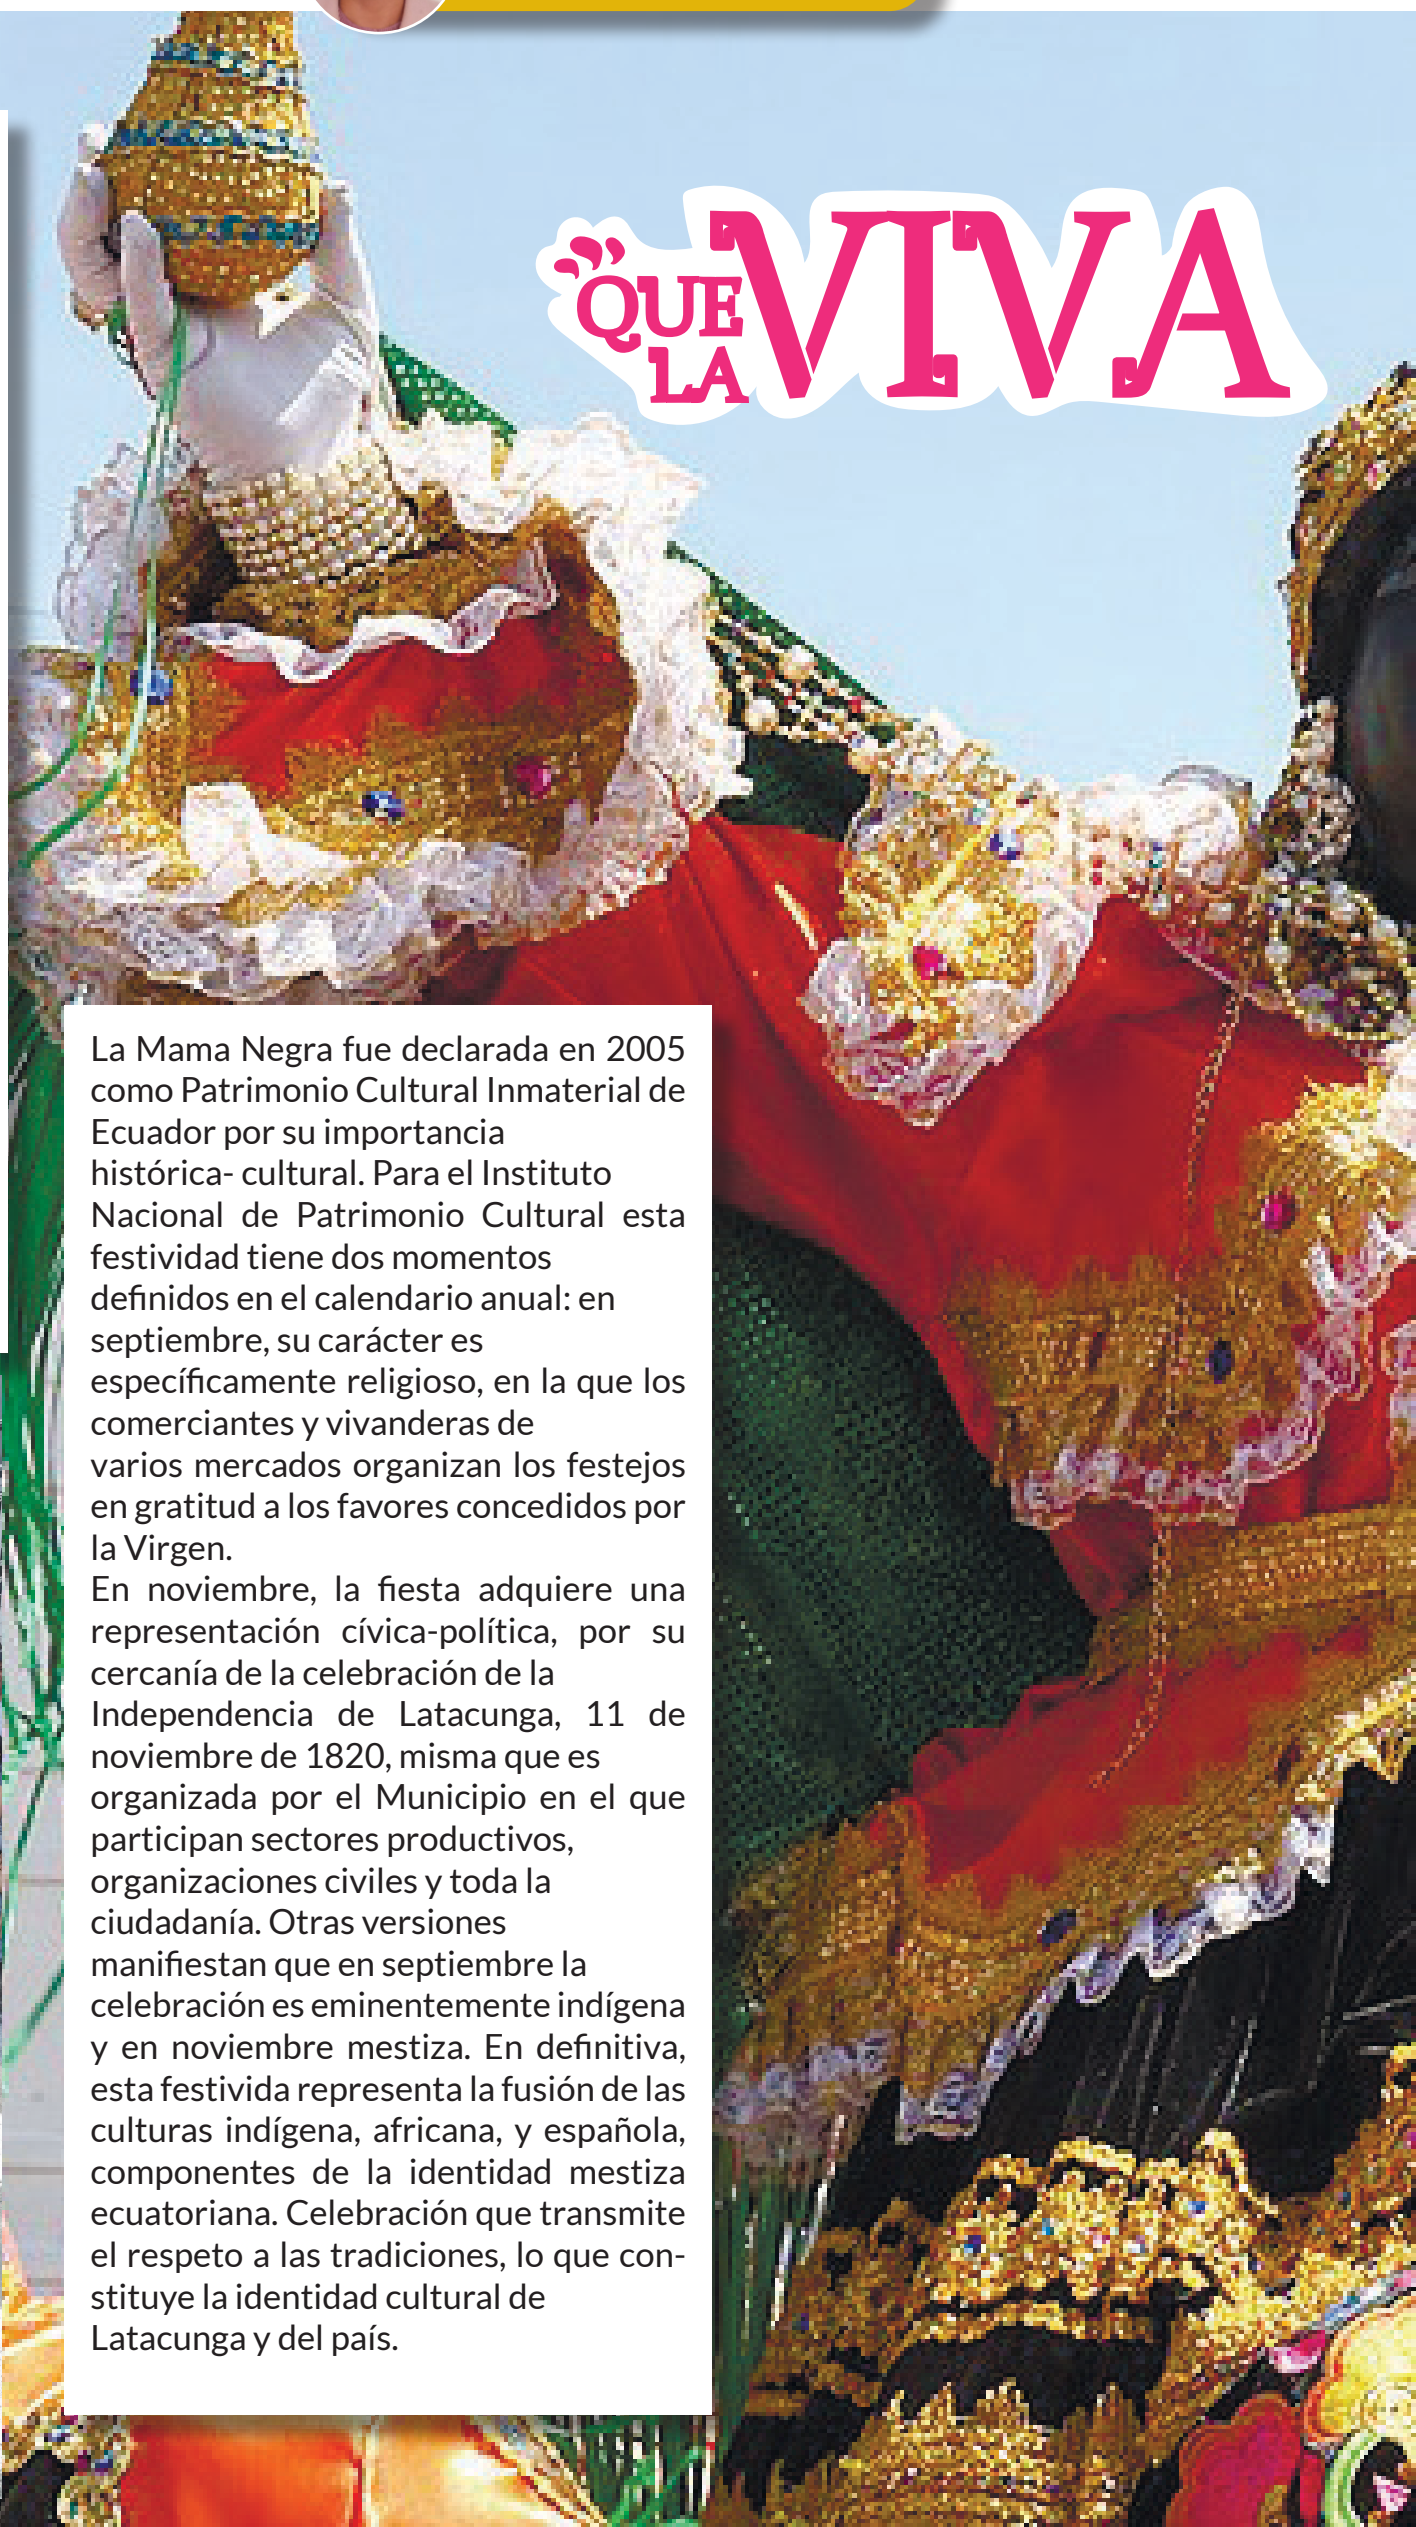 QUE
LA
VIVA
La Mama Negra fue declarada en 2005
como Patrimonio Cultural Inmaterial de
Ecuador por su importancia
histórica- cultural. Para el Instituto
Nacional de Patrimonio Cultural esta
festividad tiene dos momentos
definidos en el calendario anual: en
septiembre, su carácter es
específicamente religioso, en la que los
comerciantes y vivanderas de
varios mercados organizan los festejos
en gratitud a los favores concedidos por
la Virgen.
En noviembre, la fiesta adquiere una
representación cívica-política, por su
cercanía de la celebración de la
Independencia de Latacunga, 11 de
noviembre de 1820, misma que es
organizada por el Municipio en el que
participan sectores productivos,
organizaciones civiles y toda la
ciudadanía. Otras versiones
manifiestan que en septiembre la
celebración es eminentemente indígena
y en noviembre mestiza. En definitiva,
esta festivida representa la fusión de las
culturas indígena, africana, y española,
componentes de la identidad mestiza
ecuatoriana. Celebración que transmite
el respeto a las tradiciones, lo que con-
stituye la identidad cultural de
Latacunga y del país.